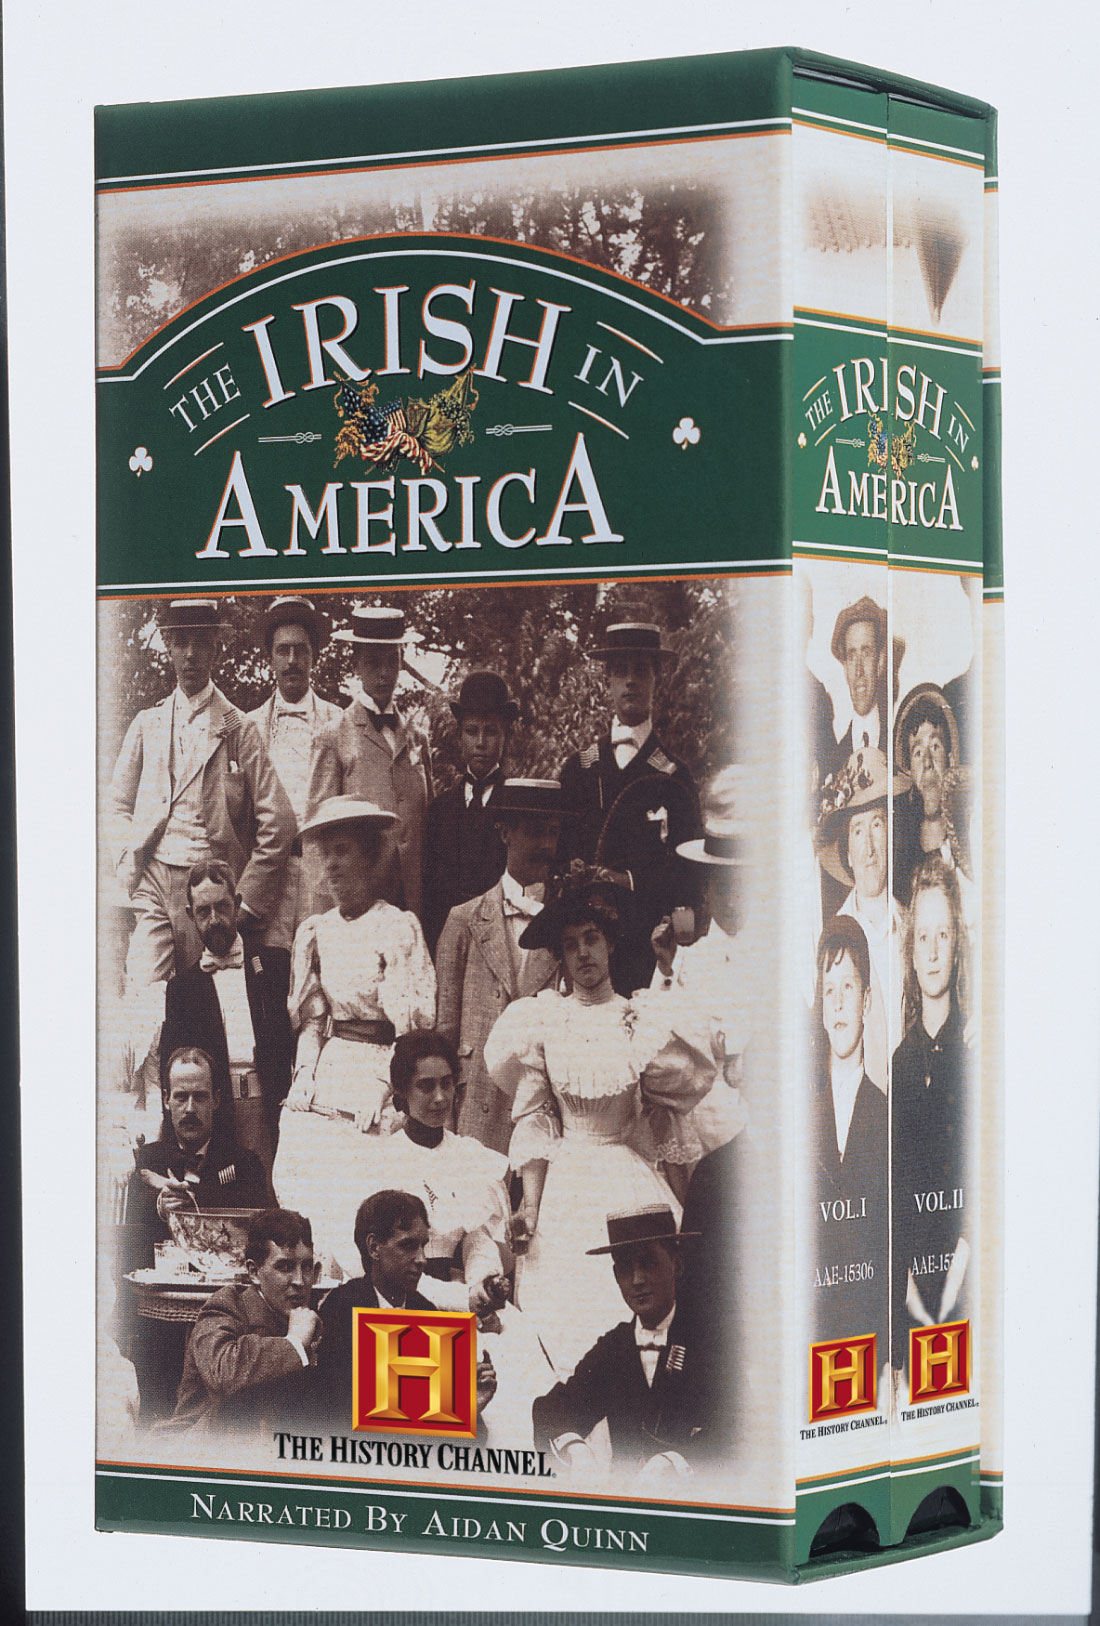 THE IRISH IN
AMERICA
H
THE HISTORY CHANNEL®
NARRATED BY AIDAN QUINN
THE IRISH IN
AMERICA
VOL.I
AAE-15306
H
THE HISTORY CHANNEL®
VOL.II
H
THE HISTORY CHANNEL®